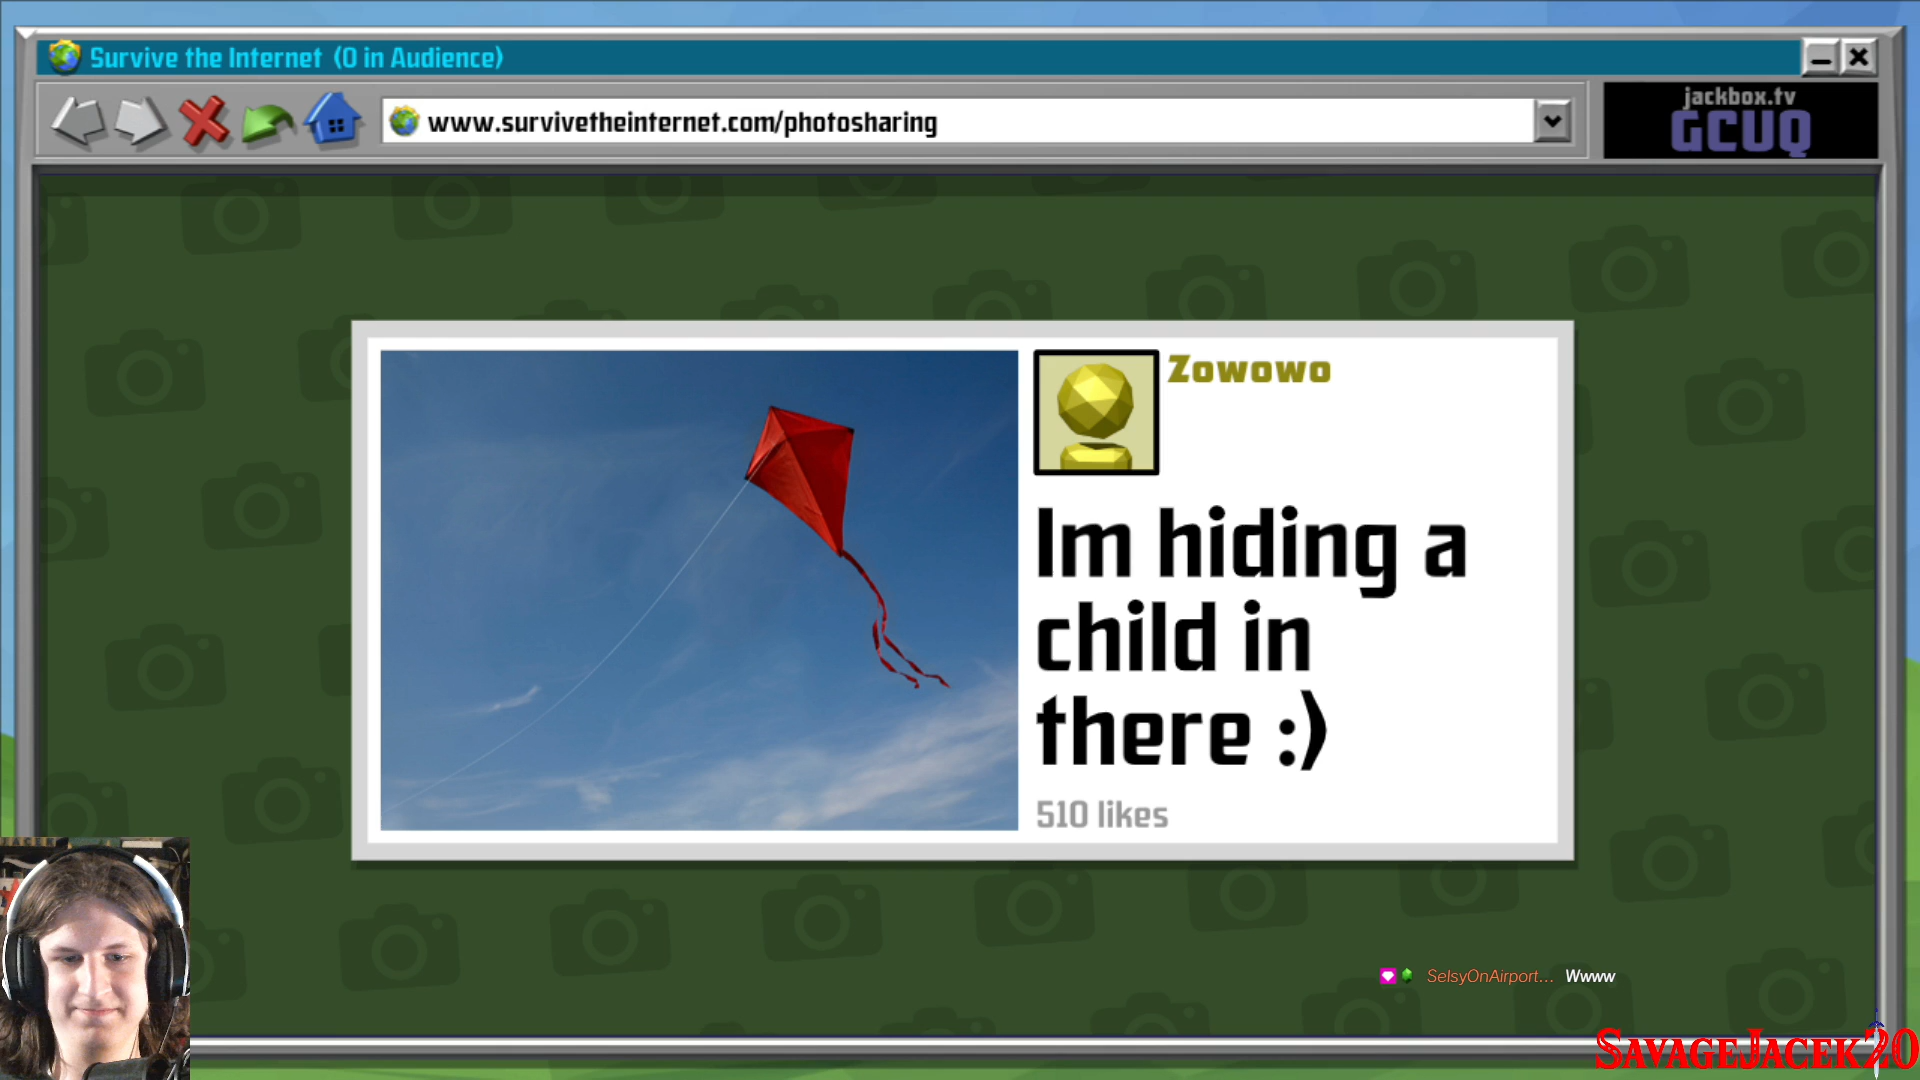 Survive the Internet (0 in Audience)
www.survivetheinternet.com/photosharing
jackbox.tv
GCUQ
Zowowo
Im hiding a
child in
there :)
510 likes
SelsyOnAirport... Wwww
SavageJacek20